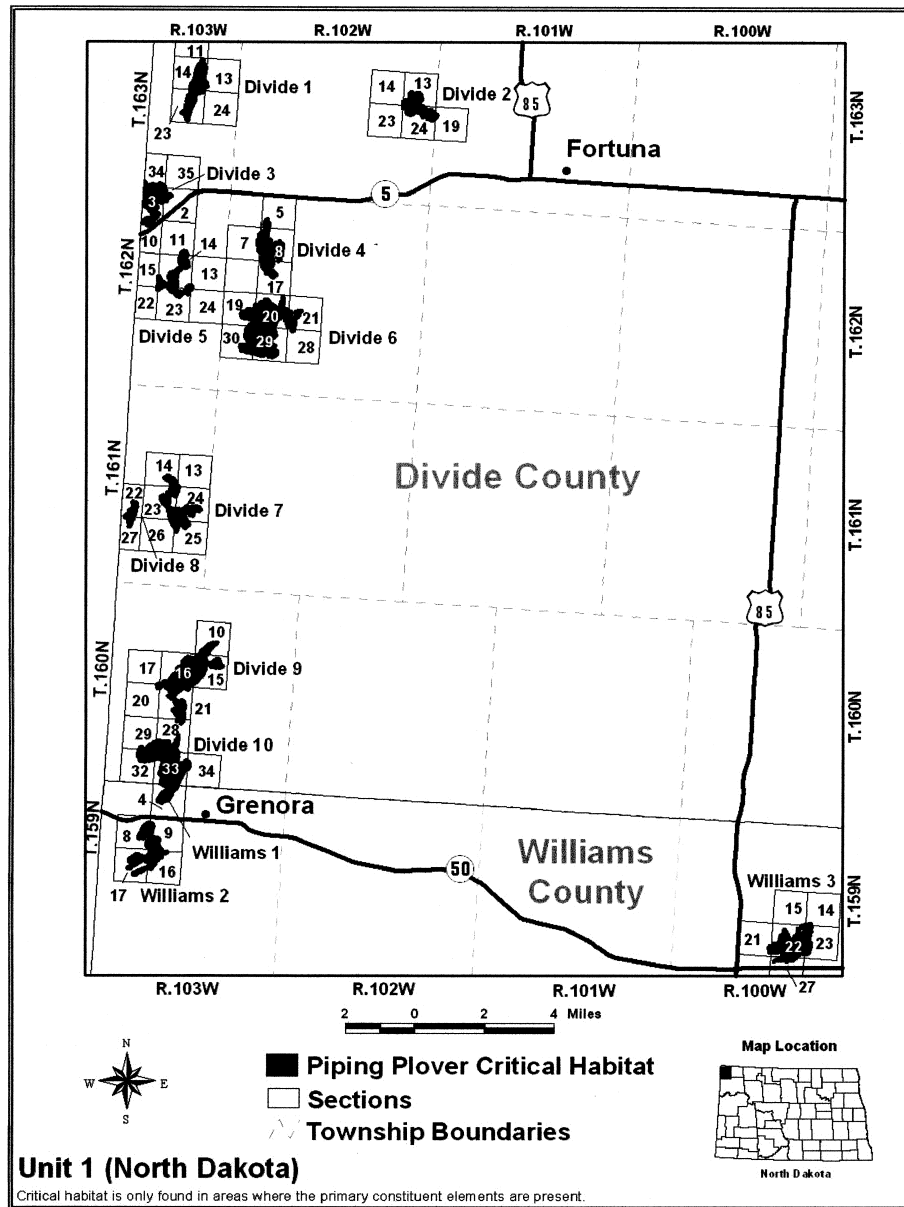 R.103W R.102W R.101W R.100W
T.163N
11
14 13 Divide 1
24
23
14 13 Divide 2
23 24 19
85
T.163N
Fortuna
34 35 Divide 3
3
2
5
5
10 11 14
7 8 Divide 4
T.162N
15 13
17
22 23 24 19 20 21
Divide 5
30 29 28 Divide 6
T.162N
T.161N
14 13
22 23 24 Divide 7
27 26 25
Divide 8
Divide County
T.161N
85
10
T.160N
17 16 15 Divide 9
20 21
29 28 Divide 10
32 33 34
T.160N
4 Grenora
T.159N
8 9 Williams 1
16
17 Williams 2
50
Williams
County
Williams 3
15 14
21 22 23
27
T.159N
R.103W R.102W R.101W R.100W
2 0 2 4 Miles
N
W E
S
Piping Plover Critical Habitat
Sections
Township Boundaries
Map Location
North Dakota
Unit 1 (North Dakota)
Critical habitat is only found in areas where the primary constituent elements are present.